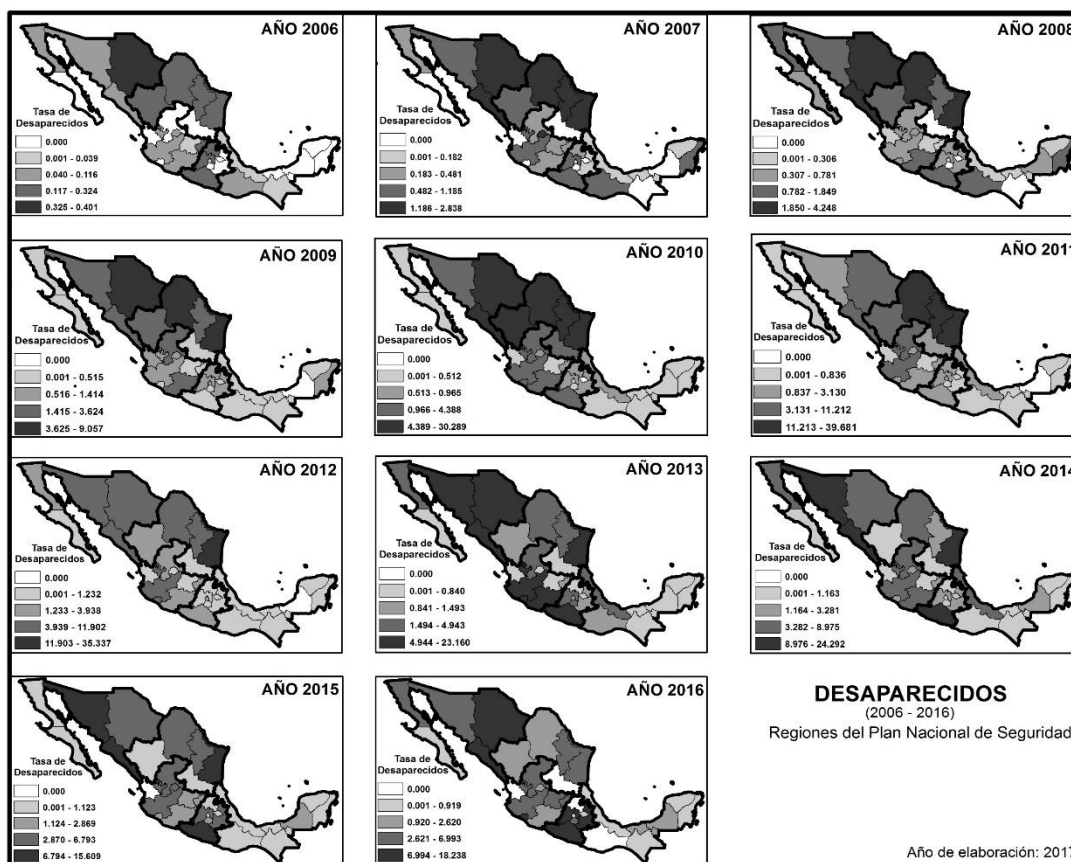 AÑO 2006
Tasa de
Desaparecidos
0.000
0.001 - 0.039
0.040 - 0.116
0.117 - 0.324
0.325 - 0.401
AÑO 2007
Tasa de
Desaparecidos
0.000
0.001 - 0.182
0.183 - 0.481
0.482 - 1.185
1.186 - 2.838
AÑO 2008
Tasa de
Desaparecidos
0.000
0.001 - 0.306
0.307 - 0.781
0.782 - 1.849
1.850 - 4.248
AÑO 2009
Tasa de
Desaparecidos
0.000
0.001 - 0.515
0.516 - 1.414
1.415 - 3.624
3.625 - 9.057
AÑO 2010
Tasa de
Desaparecidos
0.000
0.001 - 0.512
0.513 - 0.965
0.966 - 4.388
4.389 - 30.289
AÑO 2011
Tasa de
Desaparecidos
0.000
0.001 - 0.836
0.837 - 3.130
3.131 - 11.212
11.213 - 39.681
AÑO 2012
Tasa de
Desaparecidos
0.000
0.001 - 1.232
1.233 - 3.938
3.939 - 11.902
11.903 - 35.337
AÑO 2013
Tasa de
Desaparecidos
0.000
0.001 - 0.840
0.841 - 1.493
1.494 - 4.943
4.944 - 23.160
AÑO 2014
Tasa de
Desaparecidos
0.000
0.001 - 1.163
1.164 - 3.281
3.282 - 8.975
8.976 - 24.292
AÑO 2015
Tasa de
Desaparecidos
0.000
0.001 - 1.123
1.124 - 2.869
2.870 - 6.793
6.794 - 15.609
AÑO 2016
Tasa de
Desaparecidos
0.000
0.001 - 0.919
0.920 - 2.620
2.621 - 6.993
6.994 - 18.238
DESAPARECIDOS
(2006 - 2016)
Regiones del Plan Nacional de Seguridad
Año de elaboración: 2017